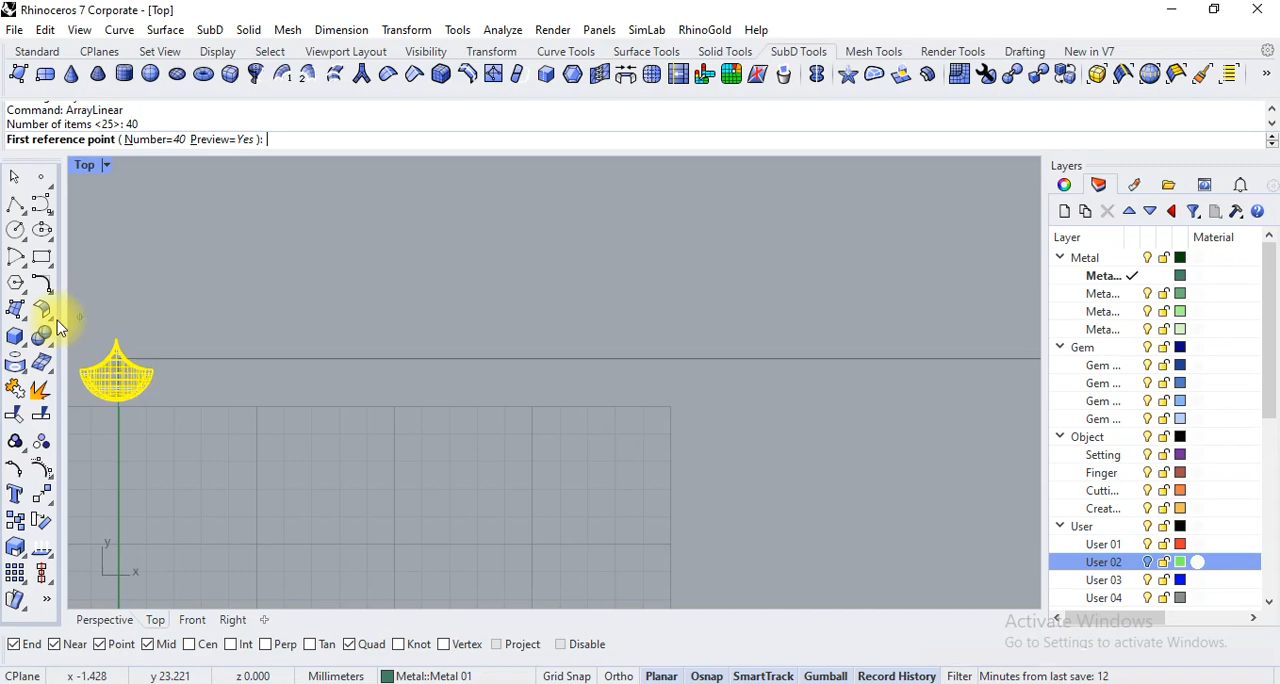 Rhinoceros 7 Corporate - [Top]
File Edit View Curve Surface SubD Solid Mesh Dimension Transform Tools Analyze Render Panels SimLab RhinoGold Help
Standard CPlanes Set View Display Select Viewport Layout Visibility Transform Curve Tools Surface Tools Solid Tools SubD Tools Mesh Tools Render Tools Drafting New in V7
Command: ArrayLinear
Number of items <25>: 40
First reference point ( Number=40 Preview=Yes ):
Top
Layers
Layer Material
Metal
Meta...
Meta...
Meta...
Meta...
Gem
Gem ...
Gem ...
Gem ...
Gem ...
Object
Setting
Finger
Cutti...
Creat...
User
User 01
User 02
User 03
User 04
y
x
Perspective Top Front Right
Activate Windows
Go to Settings to activate Windows.
End Near Point Mid Cen Int Perp Tan Quad Knot Vertex Project Disable
CPlane x -1.428 y 23.221 z 0.000 Millimeters Metal::Metal 01 Grid Snap Ortho Planar Osnap SmartTrack Gumball Record History Filter Minutes from last save: 12